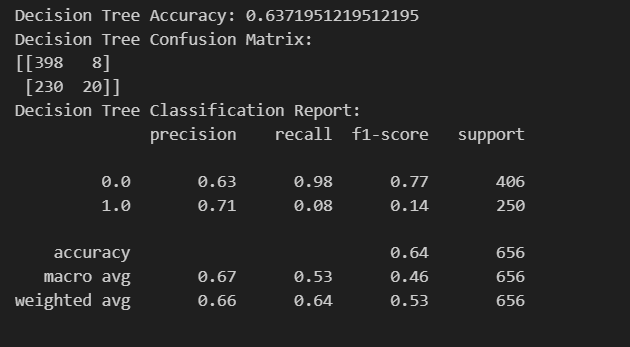 Decision Tree Accuracy: 0.6371951219512195
Decision Tree Confusion Matrix:
[[398   8]
 [230  20]]
Decision Tree Classification Report:
              precision    recall  f1-score   support

         0.0       0.63      0.98      0.77       406
         1.0       0.71      0.08      0.14       250

    accuracy                           0.64       656
   macro avg       0.67      0.53      0.46       656
weighted avg       0.66      0.64      0.53       656